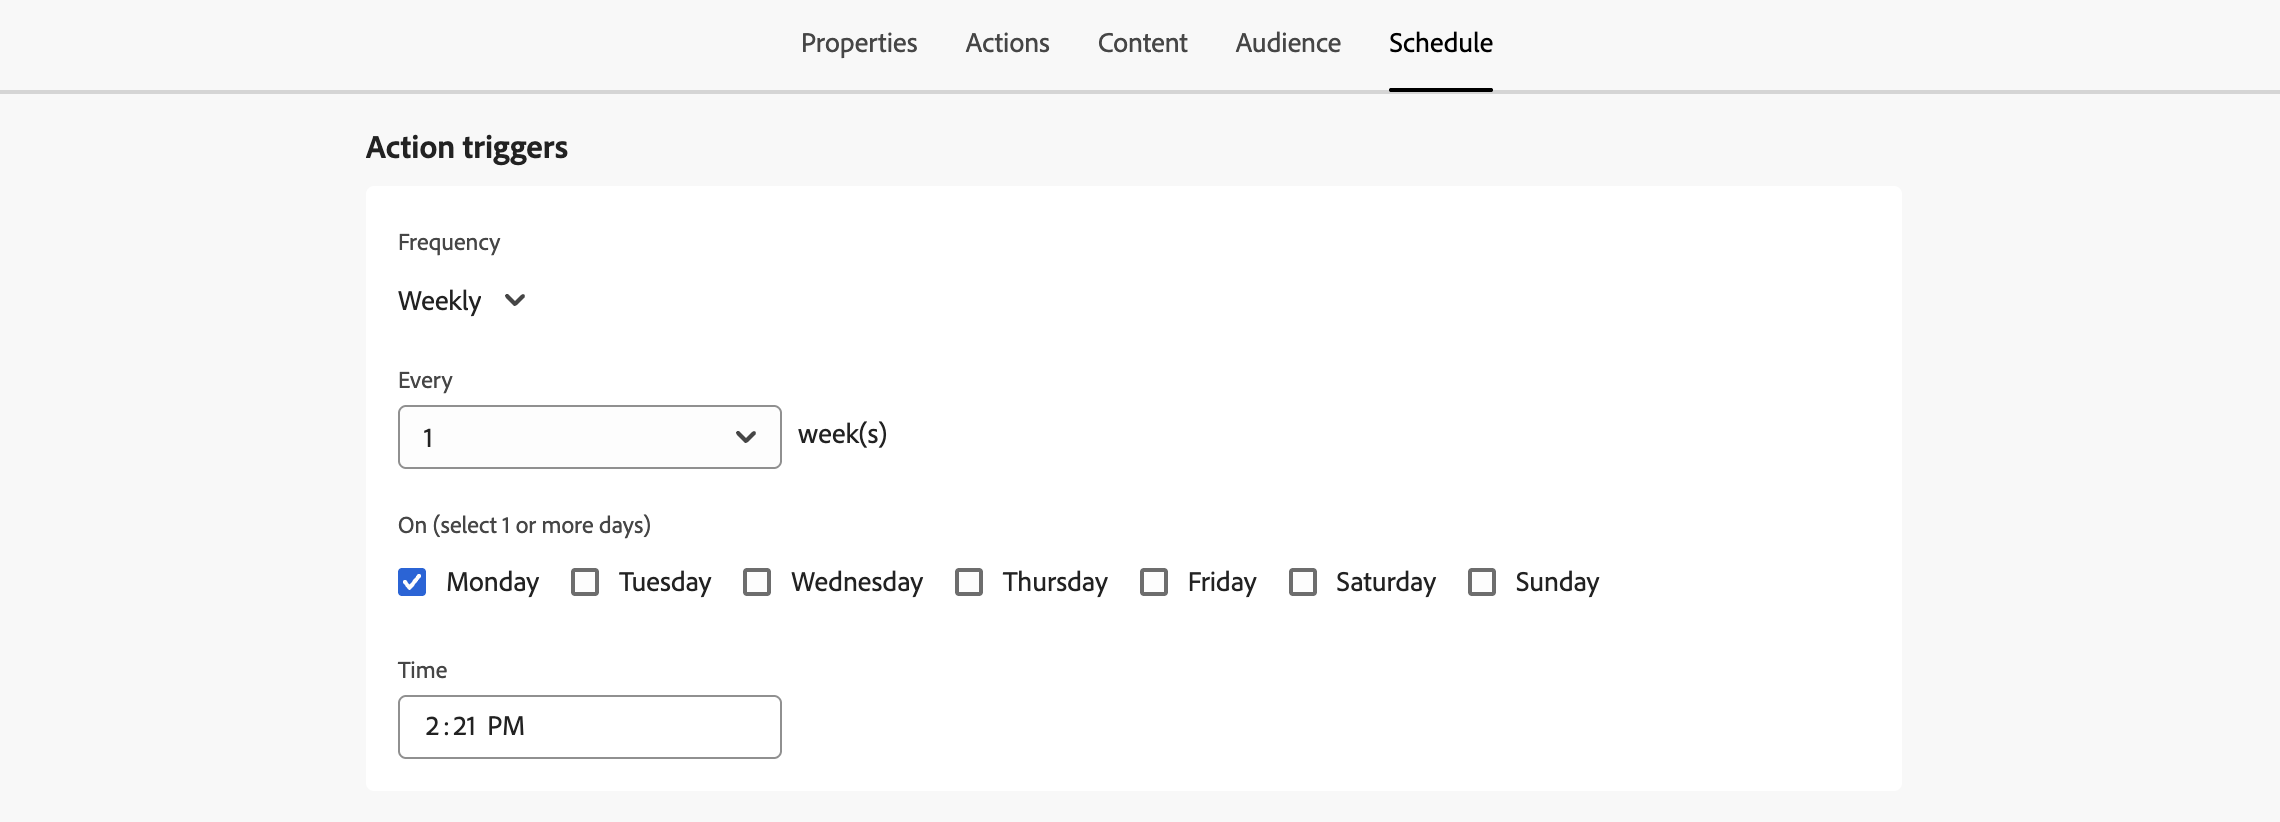 Properties Actions Content Audience Schedule
Action triggers
Frequency
Weekly
Every
1 week(s)
On (select 1 or more days)
Monday Tuesday Wednesday Thursday Friday Saturday Sunday
Time
2:21 PM